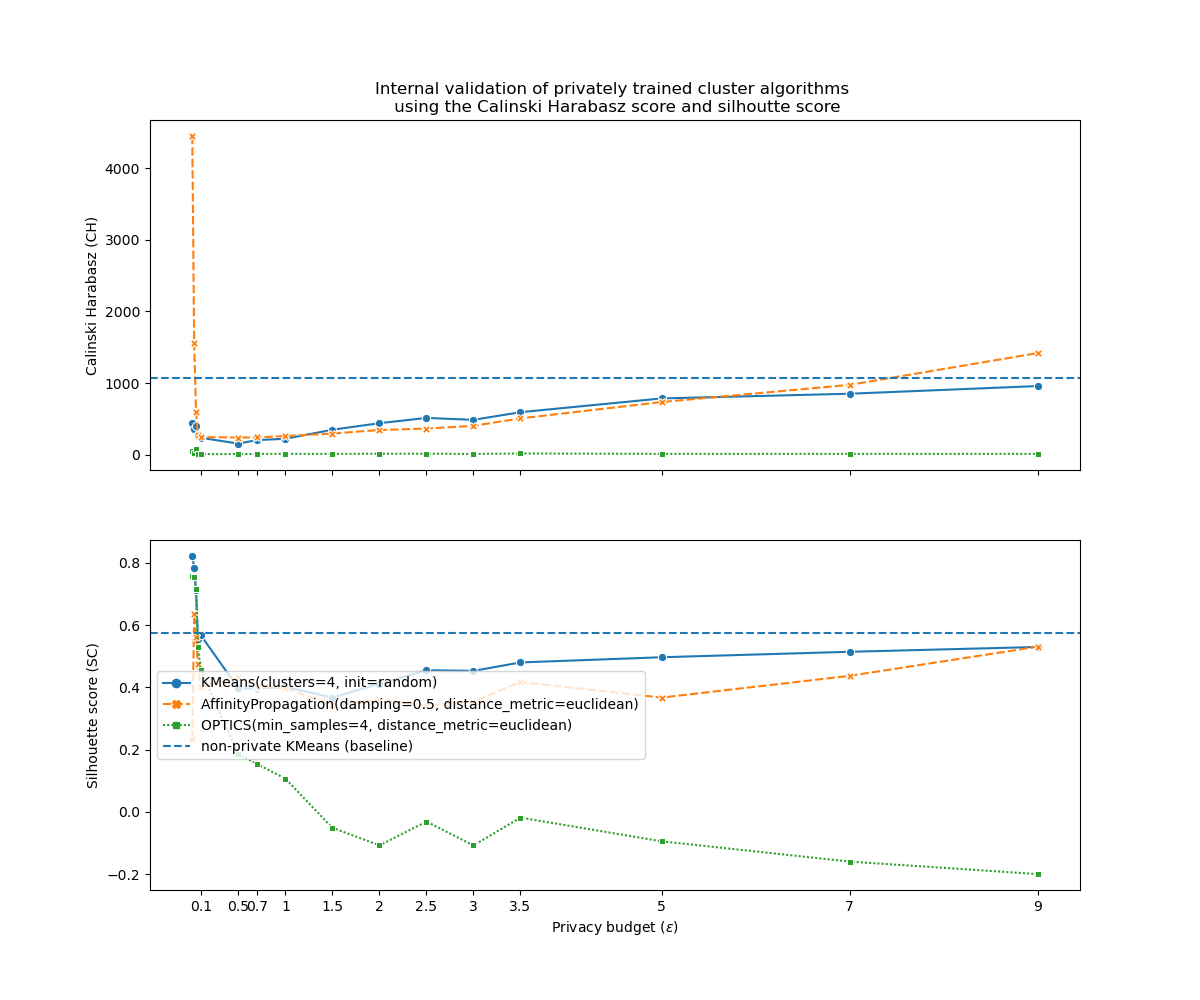 Internal validation of privately trained cluster algorithms
using the Calinski Harabasz score and silhoutte score
Calinski Harabasz (CH)
4000
3000
2000
1000
0
Silhouette score (SC)
0.8
0.6
0.4
0.2
0.0
−0.2
KMeans(clusters=4, init=random)
AffinityPropagation(damping=0.5, distance_metric=euclidean)
OPTICS(min_samples=4, distance_metric=euclidean)
non-private KMeans (baseline)
0.1 0.5 0.7 1 1.5 2 2.5 3 3.5 5 7 9
Privacy budget (ε)